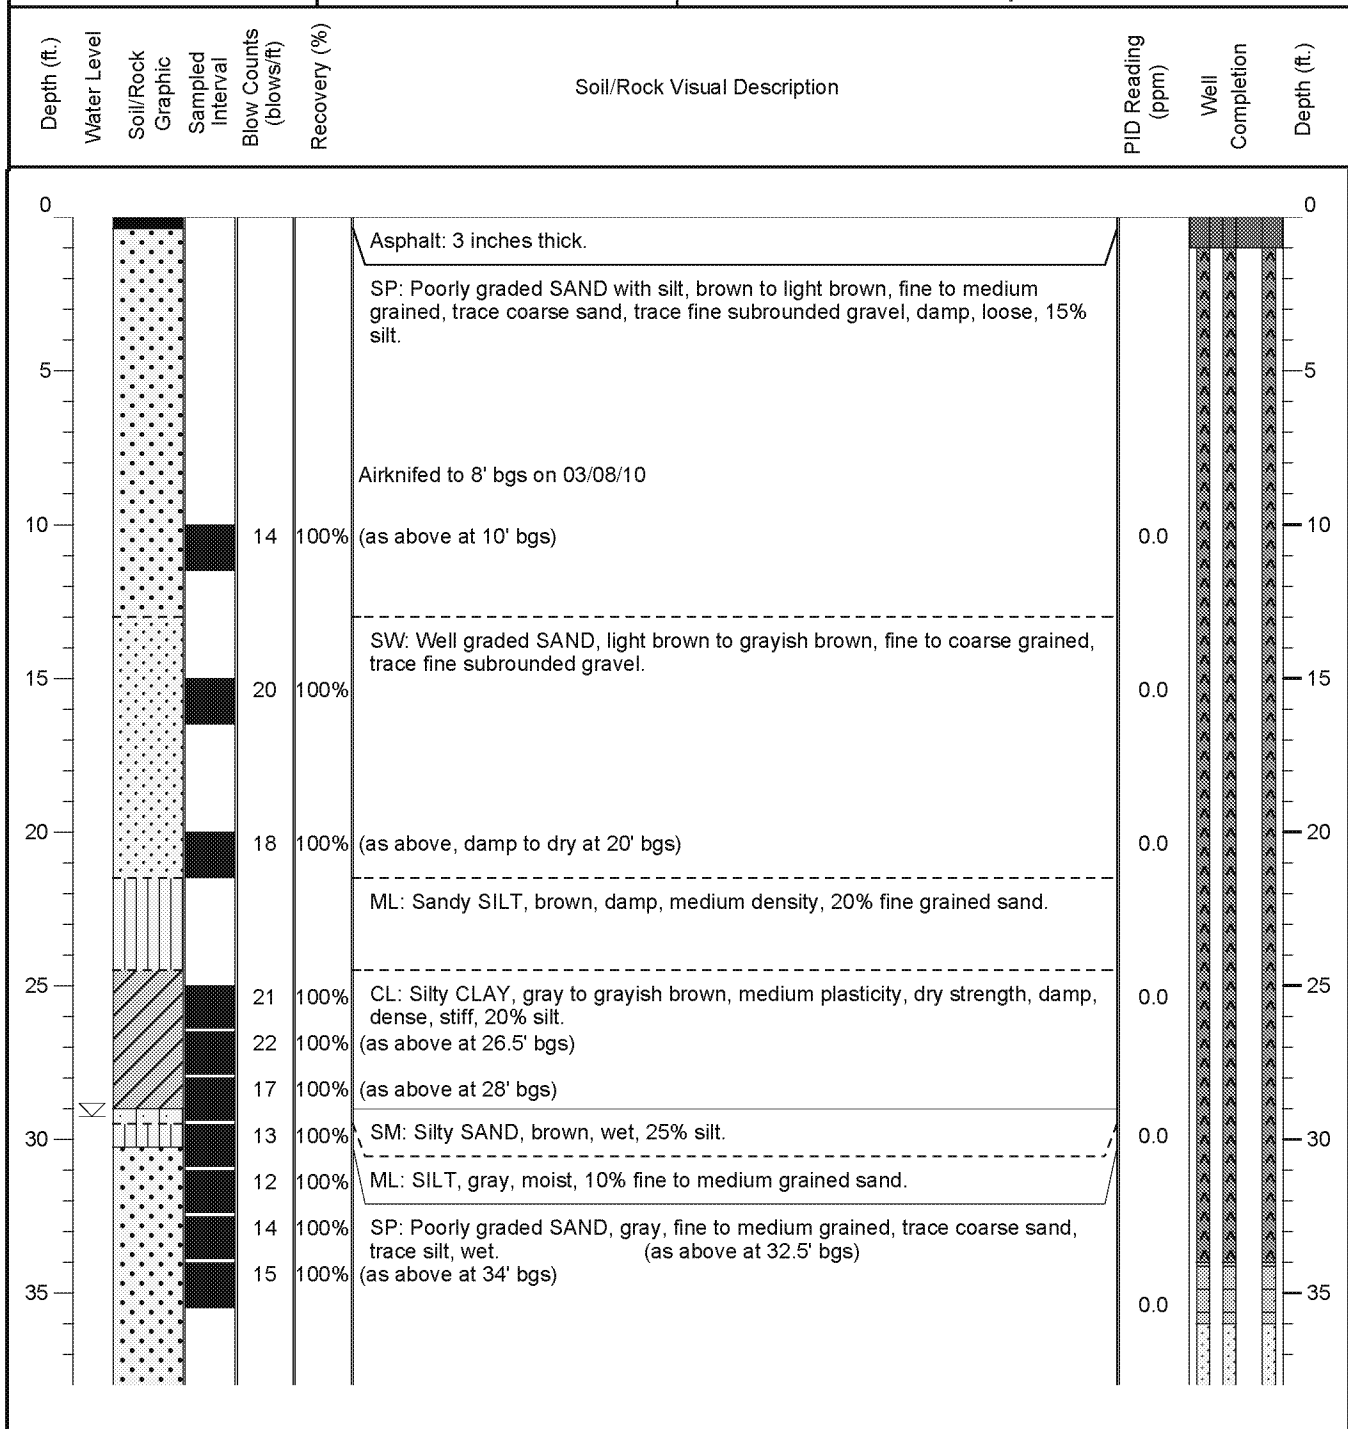 Depth (ft.)
Water Level
Soil/Rock
Graphic
Sampled
Interval
Blow Counts
(blows/ft)
Recovery (%)
Soil/Rock Visual Description
PID Reading
(ppm)
Well
Completion
Depth (ft.)
0 0
Asphalt: 3 inches thick.
SP: Poorly graded SAND with silt, brown to light brown, fine to medium
grained, trace coarse sand, trace fine subrounded gravel, damp, loose, 15%
silt.
5 5
Airknifed to 8' bgs on 03/08/10
10 14 100% (as above at 10' bgs) 0.0 10
SW: Well graded SAND, light brown to grayish brown, fine to coarse grained,
trace fine subrounded gravel.
15 20 100% 0.0 15
20 18 100% (as above, damp to dry at 20' bgs) 0.0 20
ML: Sandy SILT, brown, damp, medium density, 20% fine grained sand.
25 21 100% CL: Silty CLAY, gray to grayish brown, medium plasticity, dry strength, damp, 0.0 25
dense, stiff, 20% silt.
22 100% (as above at 26.5' bgs)
17 100% (as above at 28' bgs)
30 13 100% SM: Silty SAND, brown, wet, 25% silt. 0.0 30
12 100% ML: SILT, gray, moist, 10% fine to medium grained sand.
14 100% SP: Poorly graded SAND, gray, fine to medium grained, trace coarse sand,
trace silt, wet. (as above at 32.5' bgs)
15 100% (as above at 34' bgs)
35 0.0 35